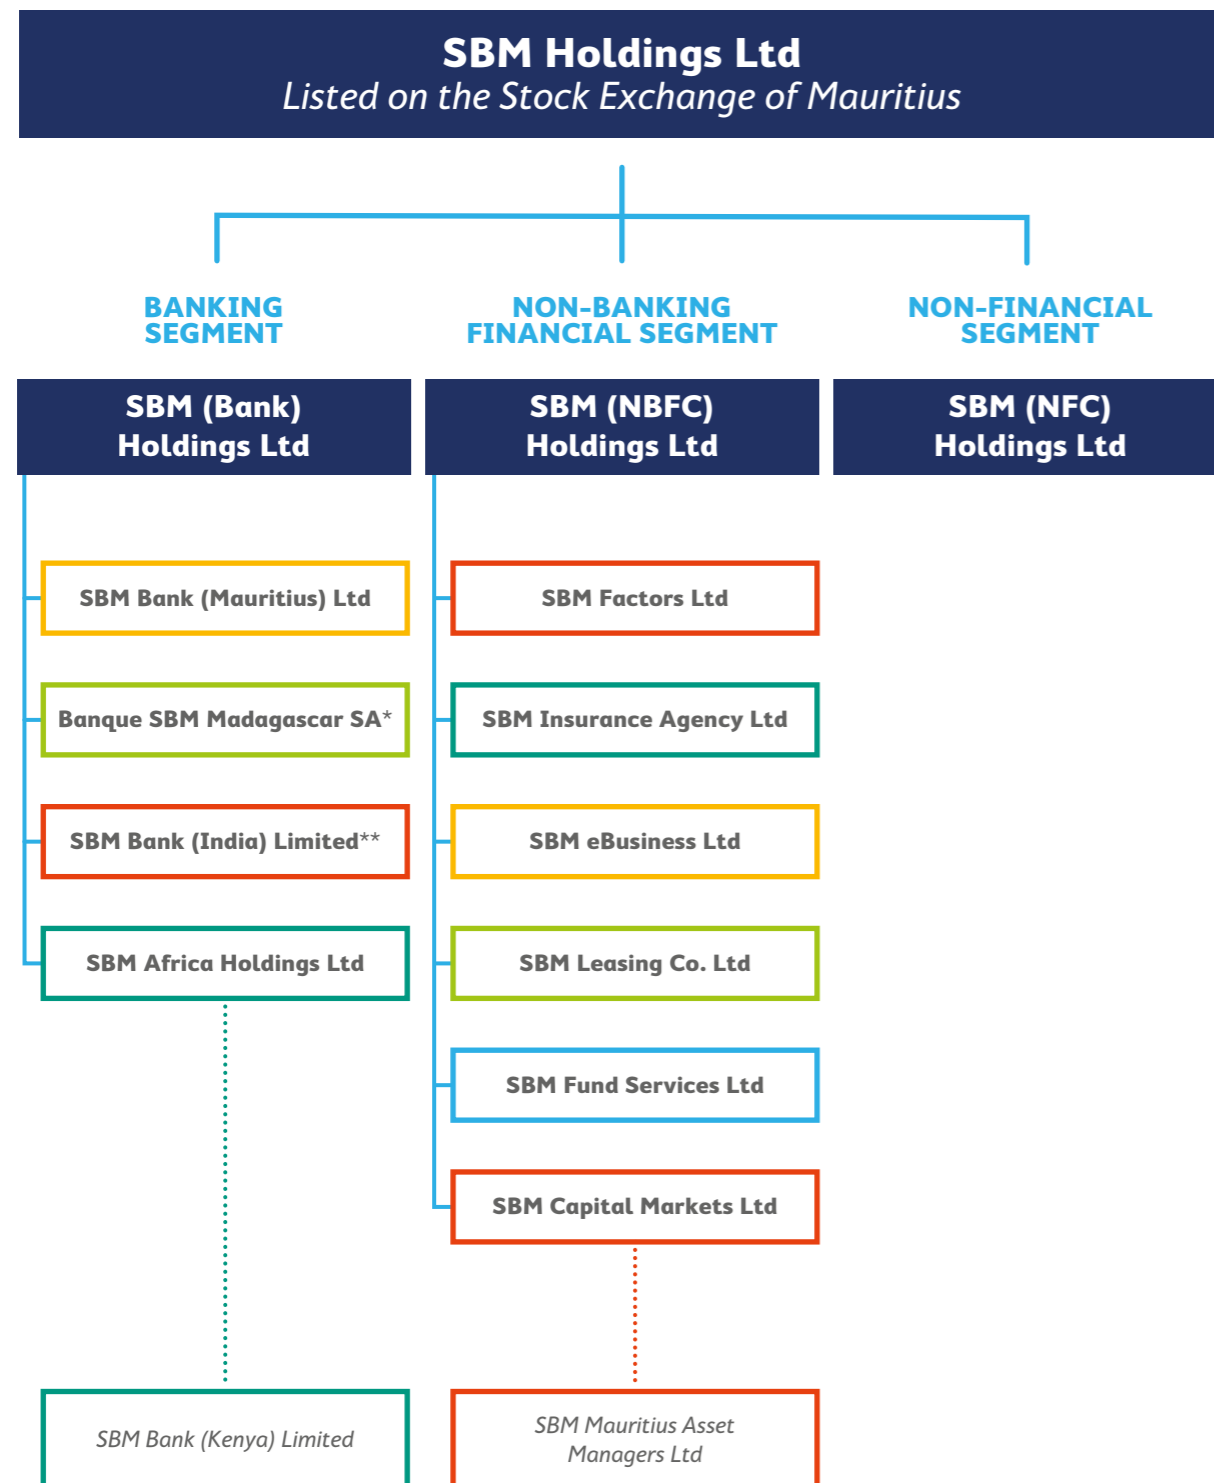 SBM Holdings Ltd
Listed on the Stock Exchange of Mauritius
BANKING
SEGMENT
NON-BANKING
FINANCIAL SEGMENT
NON-FINANCIAL
SEGMENT
SBM (Bank)
Holdings Ltd
SBM (NBFC)
Holdings Ltd
SBM (NFC)
Holdings Ltd
SBM Bank (Mauritius) Ltd
Banque SBM Madagascar SA*
SBM Bank (India) Limited**
SBM Africa Holdings Ltd
SBM Bank (Kenya) Limited
SBM Factors Ltd
SBM Insurance Agency Ltd
SBM eBusiness Ltd
SBM Leasing Co. Ltd
SBM Fund Services Ltd
SBM Capital Markets Ltd
SBM Mauritius Asset
Managers Ltd